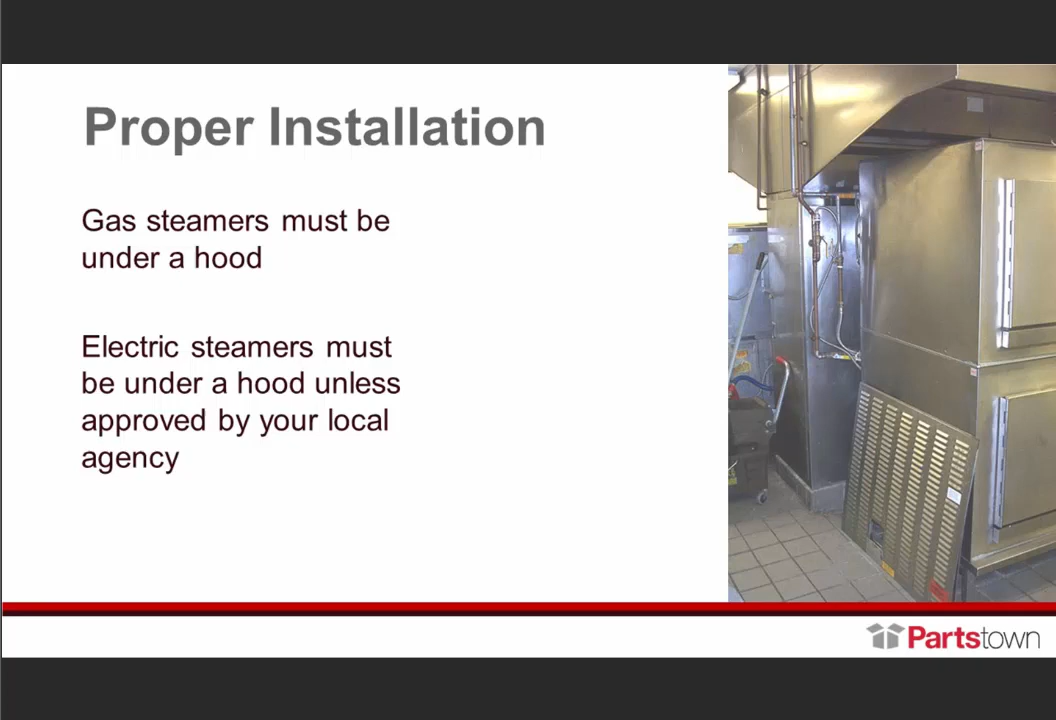 Proper Installation
Gas steamers must be
under a hood
Electric steamers must
be under a hood unless
approved by your local
agency
Partstown